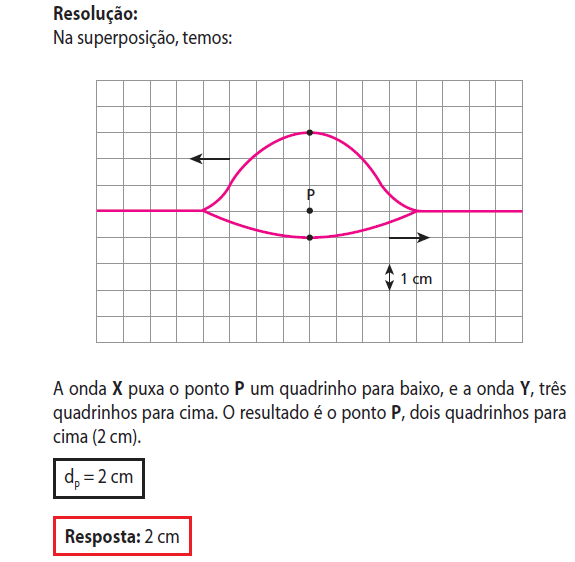 Resolução:
Na superposição, temos:
P
1 cm
A onda X puxa o ponto P um quadrinho para baixo, e a onda Y, três
quadrinhos para cima. O resultado é o ponto P, dois quadrinhos para
cima (2 cm).
dₚ = 2 cm
Resposta: 2 cm